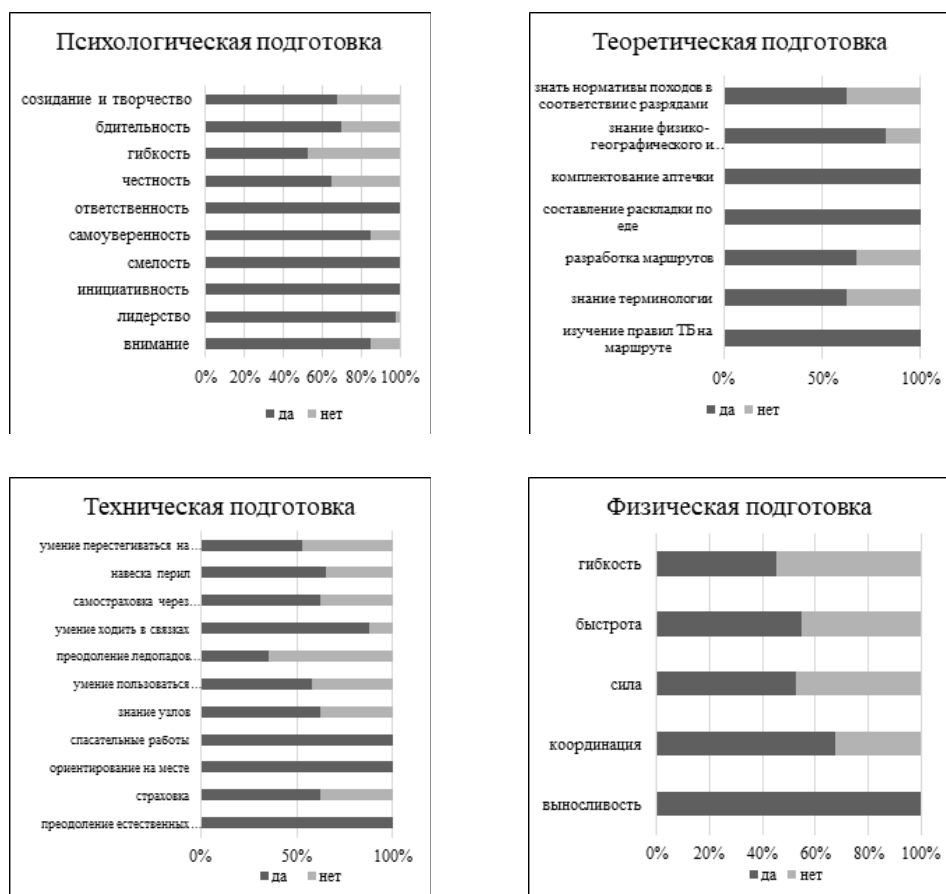 Психологическая подготовка
созидание и творчество
бдительность
гибкость
честность
ответственность
самоуверенность
смелость
инициативность
лидерство
внимание
0% 20% 40% 60% 80% 100%
да нет
Теоретическая подготовка
знать нормативы походов в
соответствии с разрядами
знание физико-
географического и...
комплектование аптечки
составление раскладки по
еде
разработка маршрутов
знание терминологии
изучение правил ТБ на
маршруте
0% 50% 100%
да нет
Техническая подготовка
умение перестегиваться на...
навеска перил
самостраховка через...
умение ходить в связках
преодоление ледопадов...
умение пользоваться...
знание узлов
спасательные работы
ориентирование на месте
страховка
преодоление естественных...
0% 50% 100%
да нет
Физическая подготовка
гибкость
быстрота
сила
координация
выносливость
0% 20% 40% 60% 80% 100%
да нет